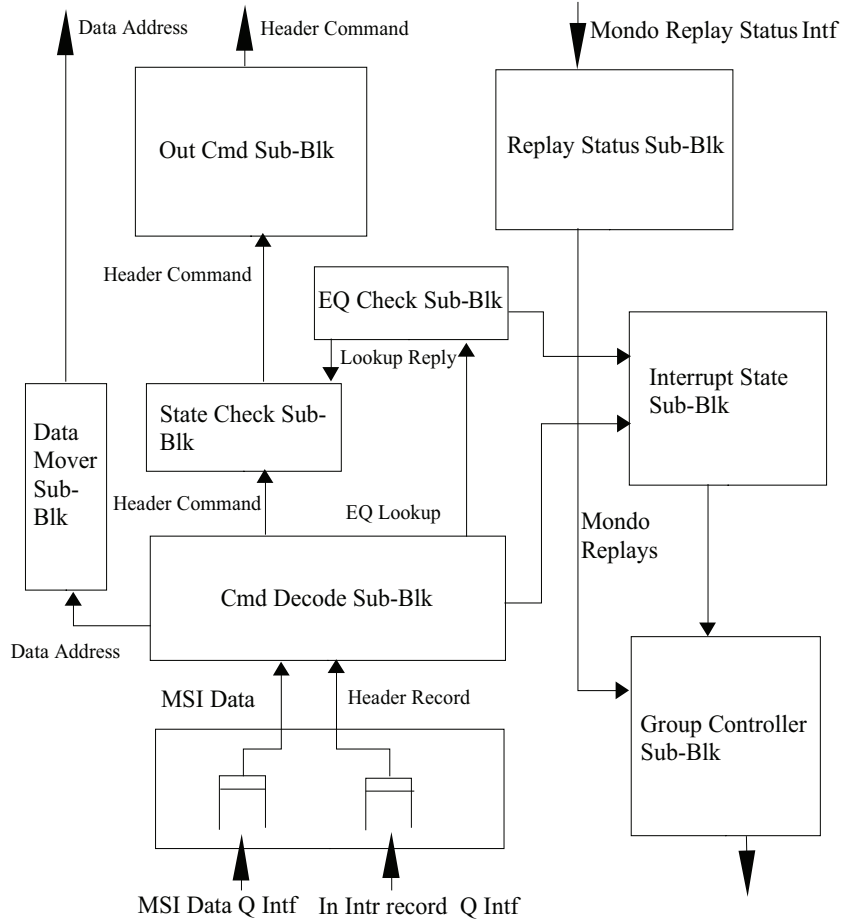 Data Address
Header Command
Mondo Replay Status Intf
Out Cmd Sub-Blk
Replay Status Sub-Blk
Header Command
EQ Check Sub-Blk
Lookup Reply
Interrupt State
Sub-Blk
State Check Sub-
Blk
Data
Mover
Sub-
Blk
Header Command
EQ Lookup
Mondo
Replays
Cmd Decode Sub-Blk
Data Address
MSI Data
Header Record
Group Controller
Sub-Blk
MSI Data Q Intf
In Intr record Q Intf